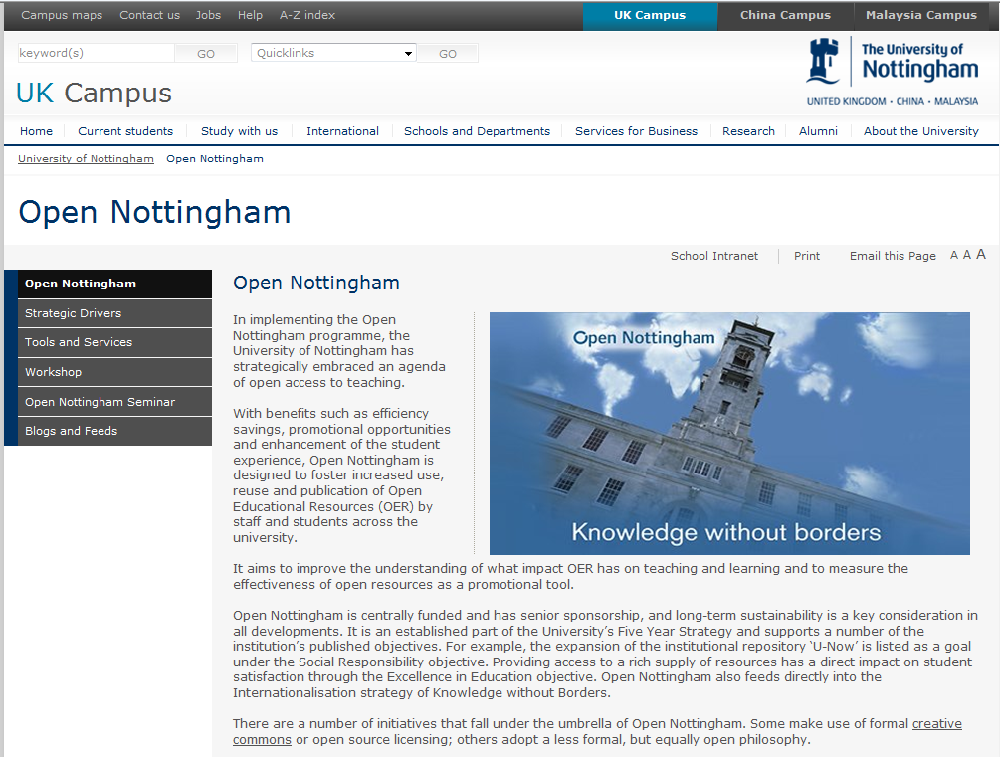 Campus maps Contact us Jobs Help A-Z index UK Campus China Campus Malaysia Campus
keyword(s) GO Quicklinks GO
The University of
Nottingham
UNITED KINGDOM · CHINA · MALAYSIA
UK Campus
Home Current students Study with us International Schools and Departments Services for Business Research Alumni About the University
University of Nottingham Open Nottingham
Open Nottingham
School Intranet Print Email this Page A A A
Open Nottingham
Strategic Drivers
Tools and Services
Workshop
Open Nottingham Seminar
Blogs and Feeds
Open Nottingham
In implementing the Open
Nottingham programme, the
University of Nottingham has
strategically embraced an agenda
of open access to teaching.
With benefits such as efficiency
savings, promotional opportunities
and enhancement of the student
experience, Open Nottingham is
designed to foster increased use,
reuse and publication of Open
Educational Resources (OER) by
staff and students across the
university.
Open Nottingham
Knowledge without borders
It aims to improve the understanding of what impact OER has on teaching and learning and to measure the
effectiveness of open resources as a promotional tool.
Open Nottingham is centrally funded and has senior sponsorship, and long-term sustainability is a key consideration in
all developments. It is an established part of the University´s Five Year Strategy and supports a number of the
institution´s published objectives. For example, the expansion of the institutional repository ‘U-Now´ is listed as a goal
under the Social Responsibility objective. Providing access to a rich supply of resources has a direct impact on student
satisfaction through the Excellence in Education objective. Open Nottingham also feeds directly into the
Internationalisation strategy of Knowledge without Borders.
There are a number of initiatives that fall under the umbrella of Open Nottingham. Some make use of formal creative
commons or open source licensing; others adopt a less formal, but equally open philosophy.